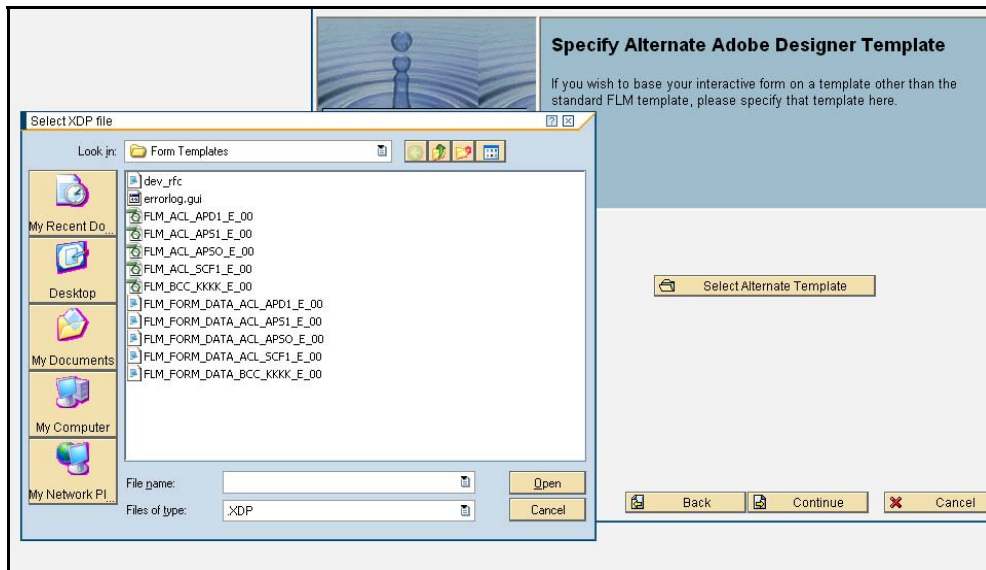 Specify Alternate Adobe Designer Template
If you wish to base your interactive form on a template other than the
standard FLM template, please specify that template here.
Select XDP file
Look in:
Form Templates
My Recent Do...
Desktop
My Documents
My Computer
My Network Pl...
dev_rfc
errorlog.gui
FLM_ACL_APD1_E_00
FLM_ACL_APS1_E_00
FLM_ACL_APSO_E_00
FLM_ACL_SCF1_E_00
FLM_BCC_KKKK_E_00
FLM_FORM_DATA_ACL_APD1_E_00
FLM_FORM_DATA_ACL_APS1_E_00
FLM_FORM_DATA_ACL_APSO_E_00
FLM_FORM_DATA_ACL_SCF1_E_00
FLM_FORM_DATA_BCC_KKKK_E_00
File name:
Open
Files of type:
.XDP
Cancel
Select Alternate Template
Back
Continue
Cancel